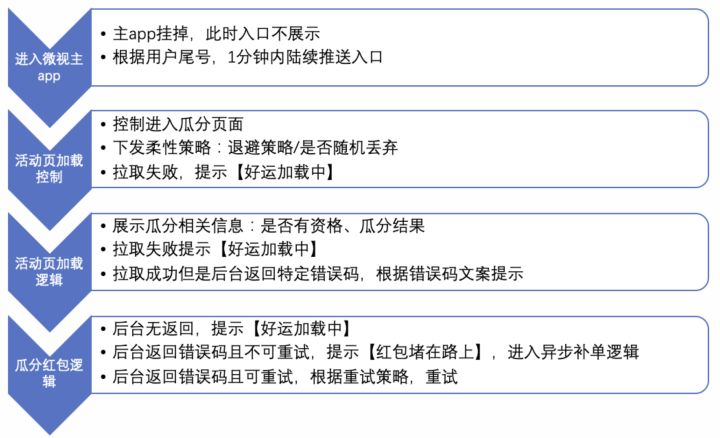 进入微视主
app
• 主app挂掉，此时入口不展示
• 根据用户尾号，1分钟内陆续推送入口
活动页加载
控制
• 控制进入瓜分页面
• 下发柔性策略：退避策略/是否随机丢弃
• 拉取失败，提示【好运加载中】
活动页加载
逻辑
• 展示瓜分相关信息：是否有资格、瓜分结果
• 拉取失败提示【好运加载中】
• 拉取成功但是后台返回特定错误码，根据错误码文案提示
瓜分红包逻
辑
• 后台无返回，提示【好运加载中】
• 后台返回错误码且不可重试，提示【红包堵在路上】，进入异步补单逻辑
• 后台返回错误码且可重试，根据重试策略，重试